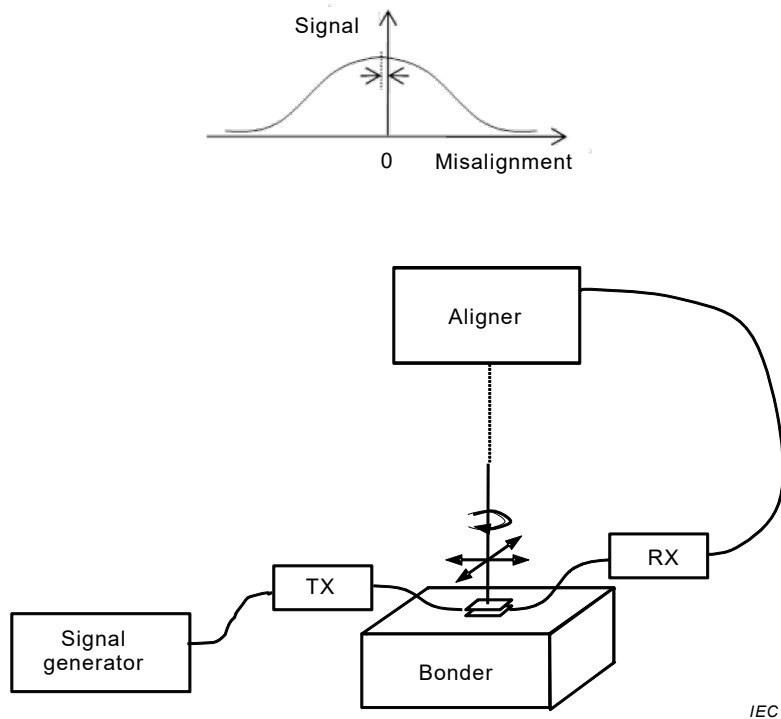 Signal
0
Misalignment
Aligner
RX
TX
Signal
generator
Bonder
IEC